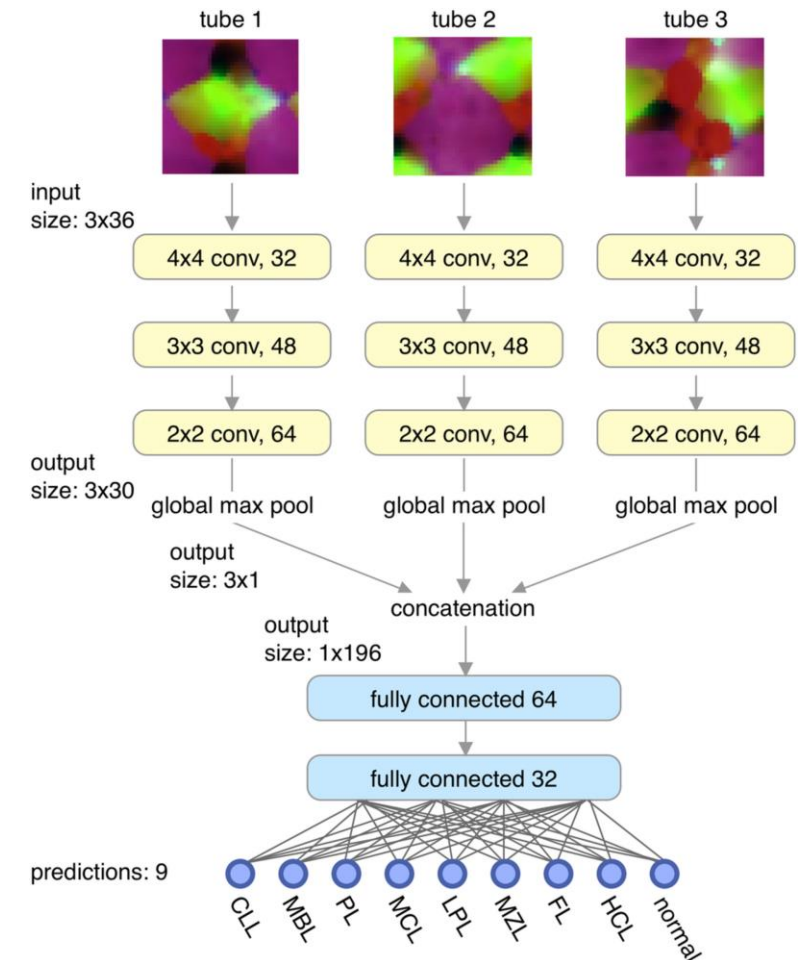 tube 1
tube 2
tube 3
input
size: 3x36
4x4 conv, 32
4x4 conv, 32
4x4 conv, 32
3x3 conv, 48
3x3 conv, 48
3x3 conv, 48
2x2 conv, 64
2x2 conv, 64
2x2 conv, 64
output
size: 3x30
global max pool
global max pool
global max pool
output
size: 3x1
concatenation
output
size: 1x196
fully connected 64
fully connected 32
predictions: 9
CLL
MBL
PL
MCL
LPL
MZL
FL
HCL
normal